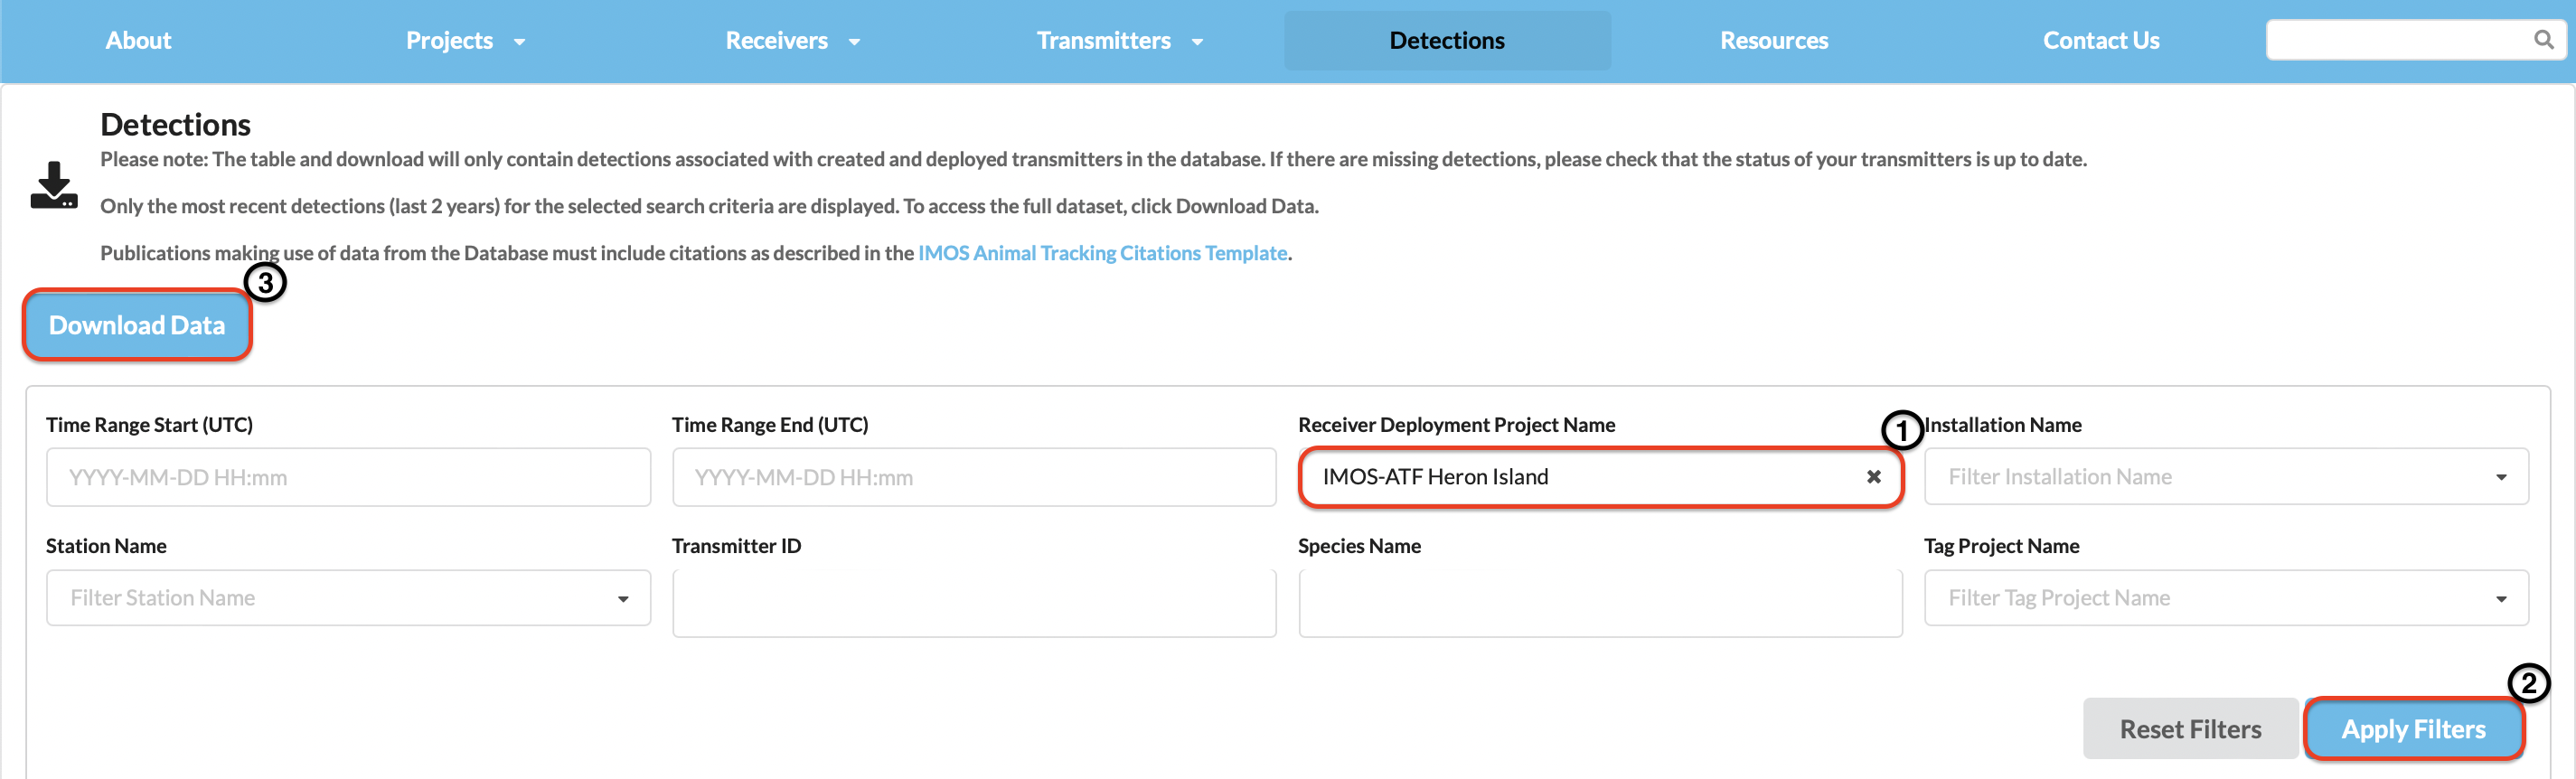 About Projects Receivers Transmitters Detections Resources Contact Us
Detections
Please note: The table and download will only contain detections associated with created and deployed transmitters in the database. If there are missing detections, please check that the status of your transmitters is up to date.
Only the most recent detections (last 2 years) for the selected search criteria are displayed. To access the full dataset, click Download Data.
Publications making use of data from the Database must include citations as described in the IMOS Animal Tracking Citations Template.
3
Download Data
Time Range Start (UTC) Time Range End (UTC) Receiver Deployment Project Name 1 Installation Name
YYYY-MM-DD HH:mm YYYY-MM-DD HH:mm IMOS-ATF Heron Island Filter Installation Name
Station Name Transmitter ID Species Name Tag Project Name
Filter Station Name Filter Tag Project Name
2
Reset Filters Apply Filters